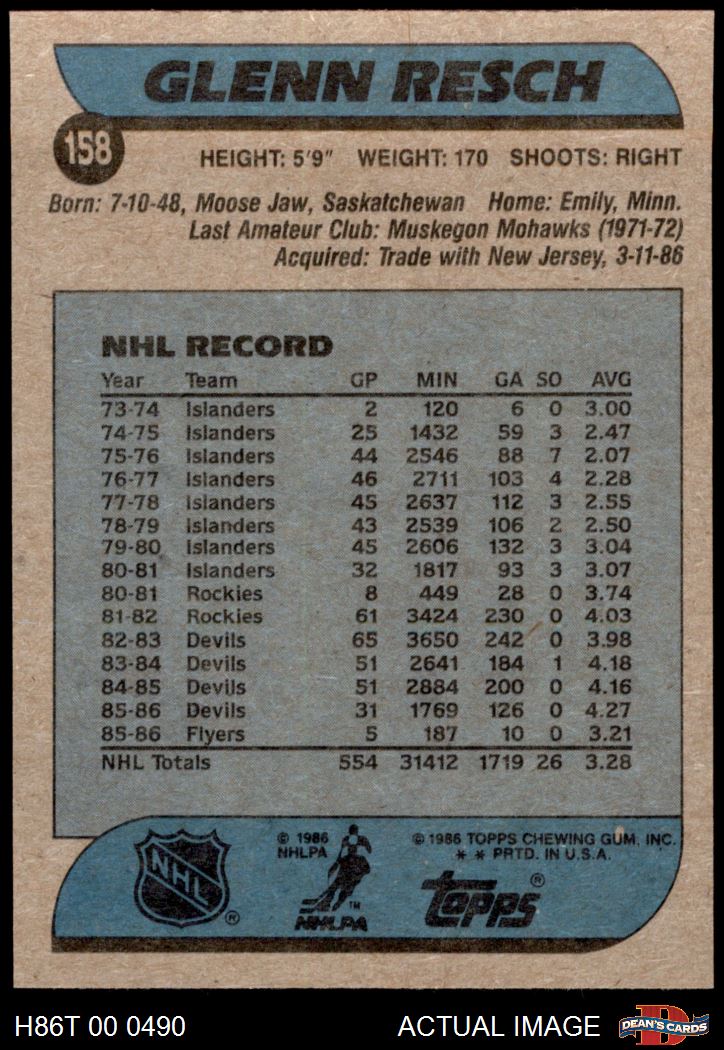 GLENN RESCH
158
HEIGHT: 5'9" WEIGHT: 170 SHOOTS: RIGHT
Born: 7-10-48, Moose Jaw, Saskatchewan Home: Emily, Minn.
Last Amateur Club: Muskegon Mohawks (1971-72)
Acquired: Trade with New Jersey, 3-11-86
NHL RECORD
Year Team GP MIN GA SO AVG
73-74 Islanders 2 120 6 0 3.00
74-75 Islanders 25 1432 59 3 2.47
75-76 Islanders 44 2546 88 7 2.07
76-77 Islanders 46 2711 103 4 2.28
77-78 Islanders 45 2637 112 3 2.55
78-79 Islanders 43 2539 106 2 2.50
79-80 Islanders 45 2606 132 3 3.04
80-81 Islanders 32 1817 93 3 3.07
80-81 Rockies 8 449 28 0 3.74
81-82 Rockies 61 3424 230 0 4.03
82-83 Devils 65 3650 242 0 3.98
83-84 Devils 51 2641 184 1 4.18
84-85 Devils 51 2884 200 0 4.16
85-86 Devils 31 1769 126 0 4.27
85-86 Flyers 5 187 10 0 3.21
NHL Totals 554 31412 1719 26 3.28
NHL ®
© 1986
NHLPA
™
NHLPA
© 1986 TOPPS CHEWING GUM, INC.
* * PRTD. IN U.S.A.
topps ®
H86T 00 0490 ACTUAL IMAGE
D
DEAN'S CARDS